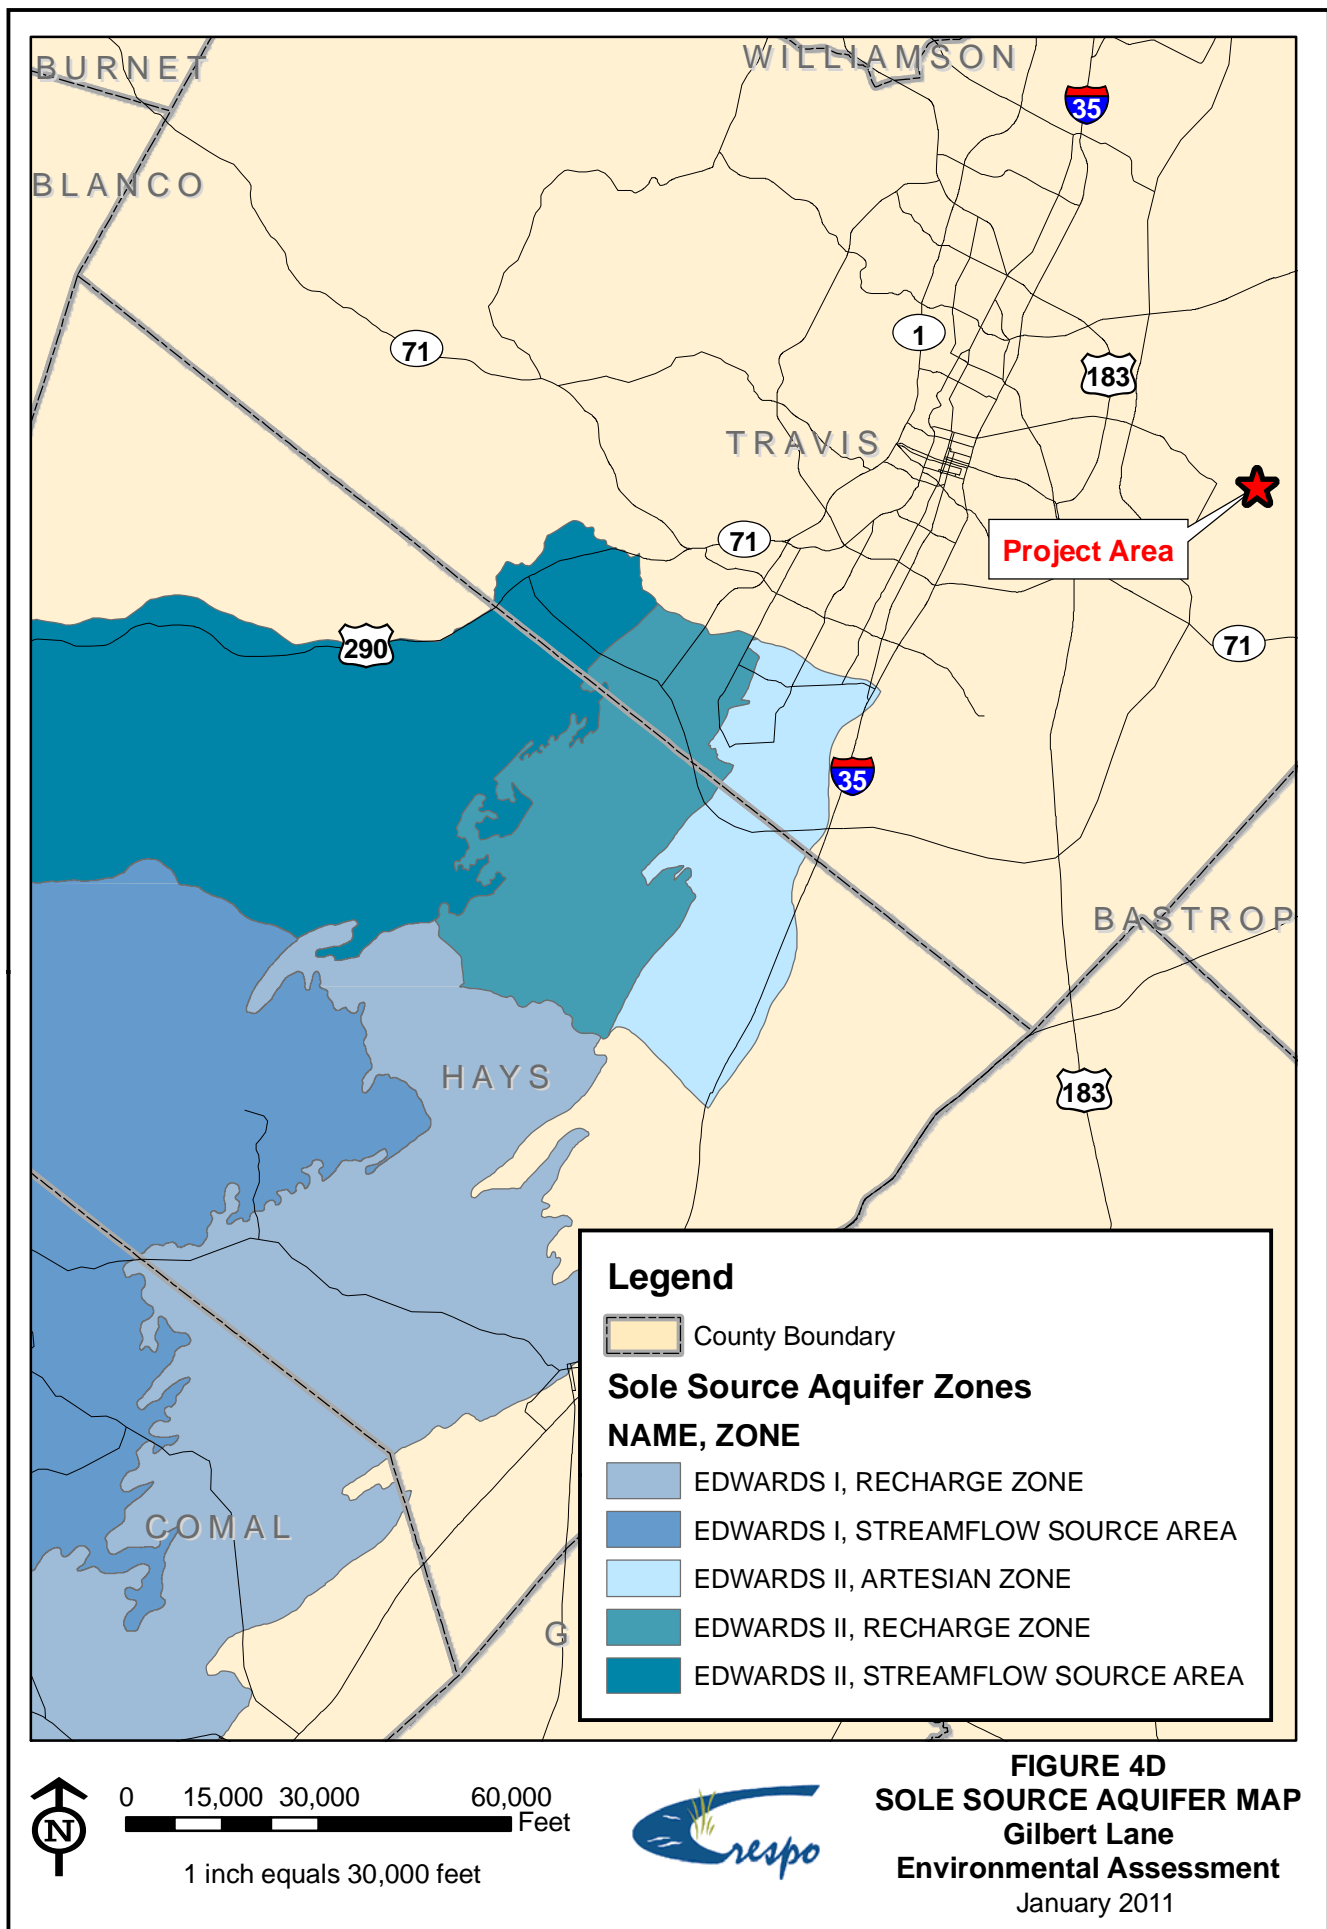 BURNET
WILLIAMSON
35
BLANCO
1
71
183
TRAVIS
71
Project Area
290
71
35
BASTROP
HAYS
183
Legend
County Boundary
Sole Source Aquifer Zones
NAME, ZONE
EDWARDS I, RECHARGE ZONE
EDWARDS I, STREAMFLOW SOURCE AREA
COMAL
EDWARDS II, ARTESIAN ZONE
EDWARDS II, RECHARGE ZONE
G
EDWARDS II, STREAMFLOW SOURCE AREA
N
0 15,000 30,000 60,000
Feet
1 inch equals 30,000 feet
Crespo
FIGURE 4D
SOLE SOURCE AQUIFER MAP
Gilbert Lane
Environmental Assessment
January 2011